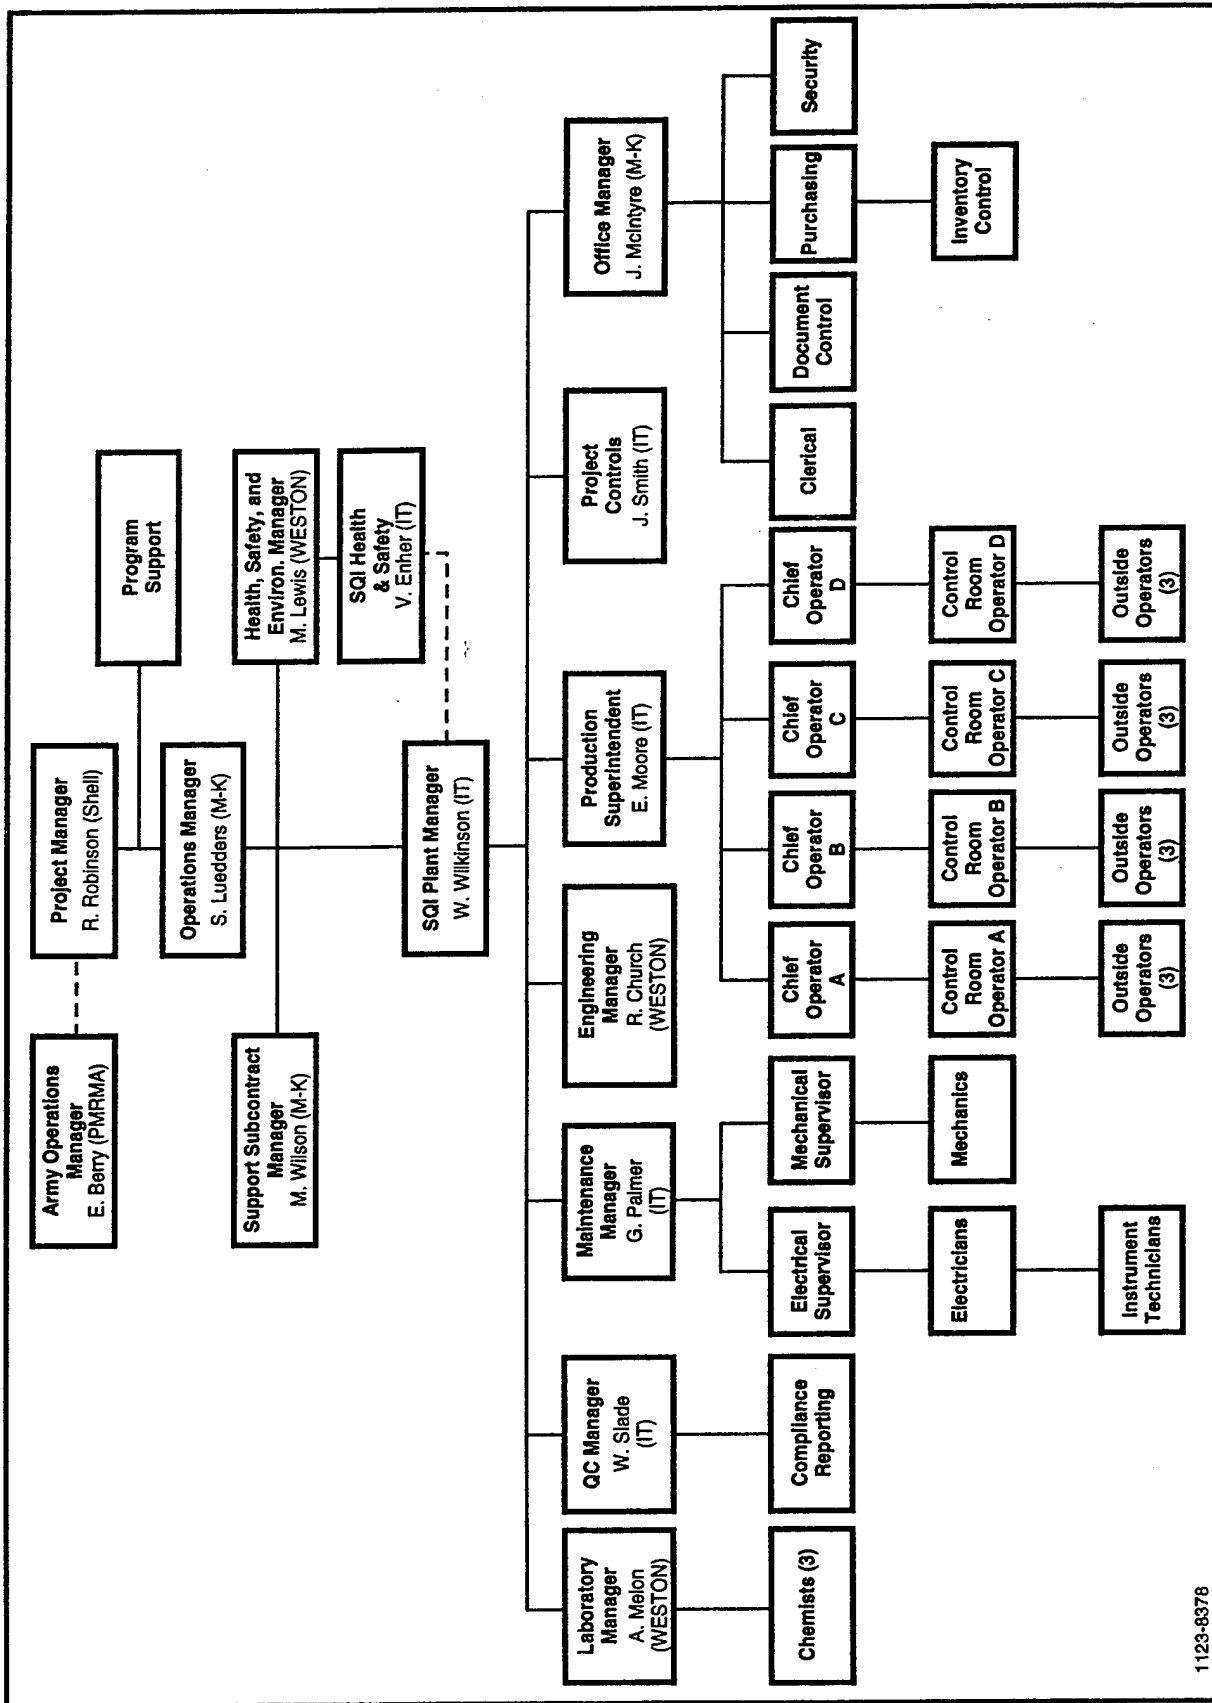 Army Operations
Manager
E. Berry (PMRMA)
Project Manager
R. Robinson (Shell)
Program
Support
Operations Manager
S. Luedders (M-K)
Support Subcontract
Manager
M. Wilson (M-K)
Health, Safety, and
Environ. Manager
M. Lewis (WESTON)
SQI Health
& Safety
V. Enher (IT)
SQI Plant Manager
W. Wilkinson (IT)
Laboratory
Manager
A. Melon
(WESTON)
QC Manager
W. Slade
(IT)
Maintenance
Manager
G. Palmer
(IT)
Engineering
Manager
R. Church
(WESTON)
Production
Superintendent
E. Moore (IT)
Project
Controls
J. Smith (IT)
Office Manager
J. McIntyre (M-K)
Chemists (3)
Compliance
Reporting
Electrical
Supervisor
Mechanical
Supervisor
Chief
Operator
A
Chief
Operator
B
Chief
Operator
C
Chief
Operator
D
Clerical
Document
Control
Purchasing
Security
Electricians
Mechanics
Control
Room
Operator A
Control
Room
Operator B
Control
Room
Operator C
Control
Room
Operator D
Inventory
Control
Instrument
Technicians
Outside
Operators
(3)
Outside
Operators
(3)
Outside
Operators
(3)
Outside
Operators
(3)
1123-8378